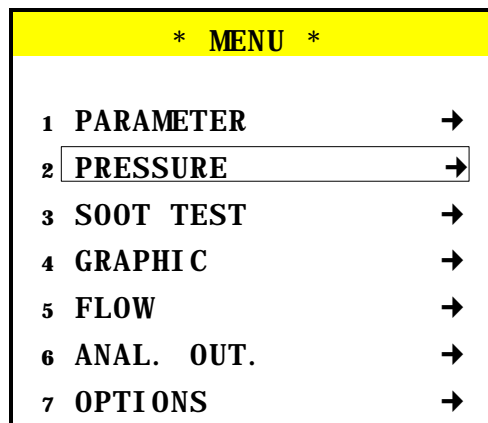 * MENU *
1 PARAMETER →
2 PRESSURE →
3 SOOT TEST →
4 GRAPHIC →
5 FLOW →
6 ANAL. OUT. →
7 OPTIONS →